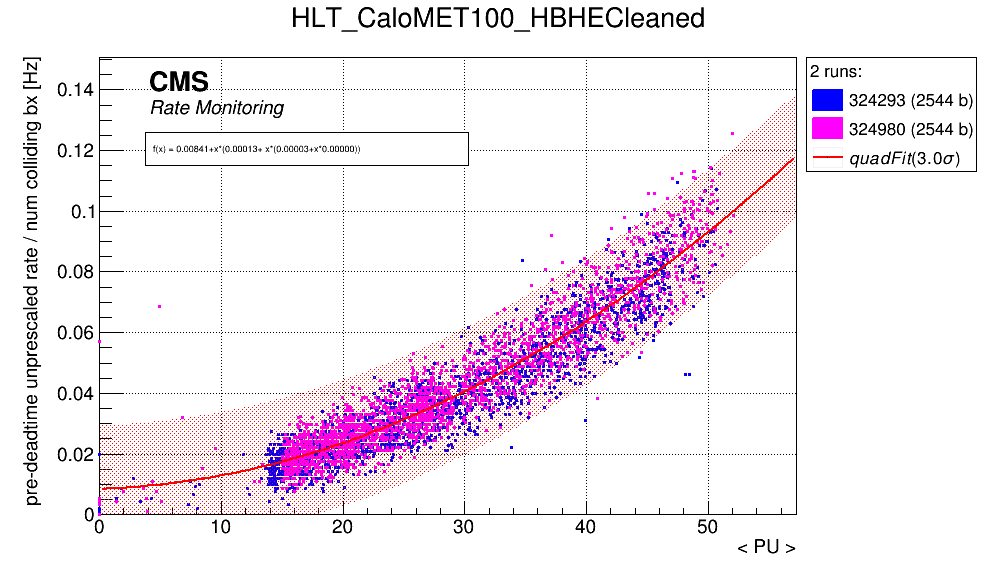 HLT_CaloMET100_HBHECleaned
pre-deadtime unprescaled rate / num colliding bx [Hz]
0.14
0.12
0.1
0.08
0.06
0.04
0.02
0
CMS
Rate Monitoring
f(x) = 0.00841+x*(0.00013+ x*(0.00003+x*0.00000))
2 runs:
324293 (2544 b)
324980 (2544 b)
quadFit(3.0σ)
0 10 20 30 40 50
< PU >